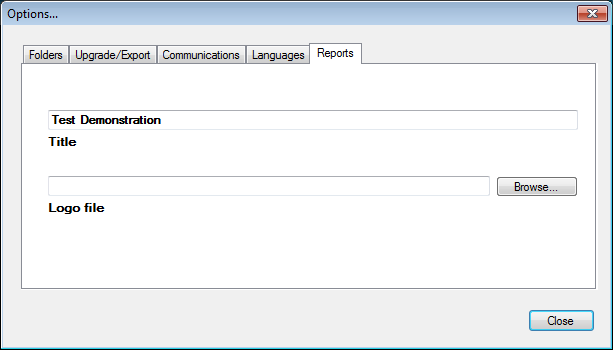 Options...
Folders Upgrade/Export Communications Languages Reports
Test Demonstration
Title
Browse...
Logo file
Close